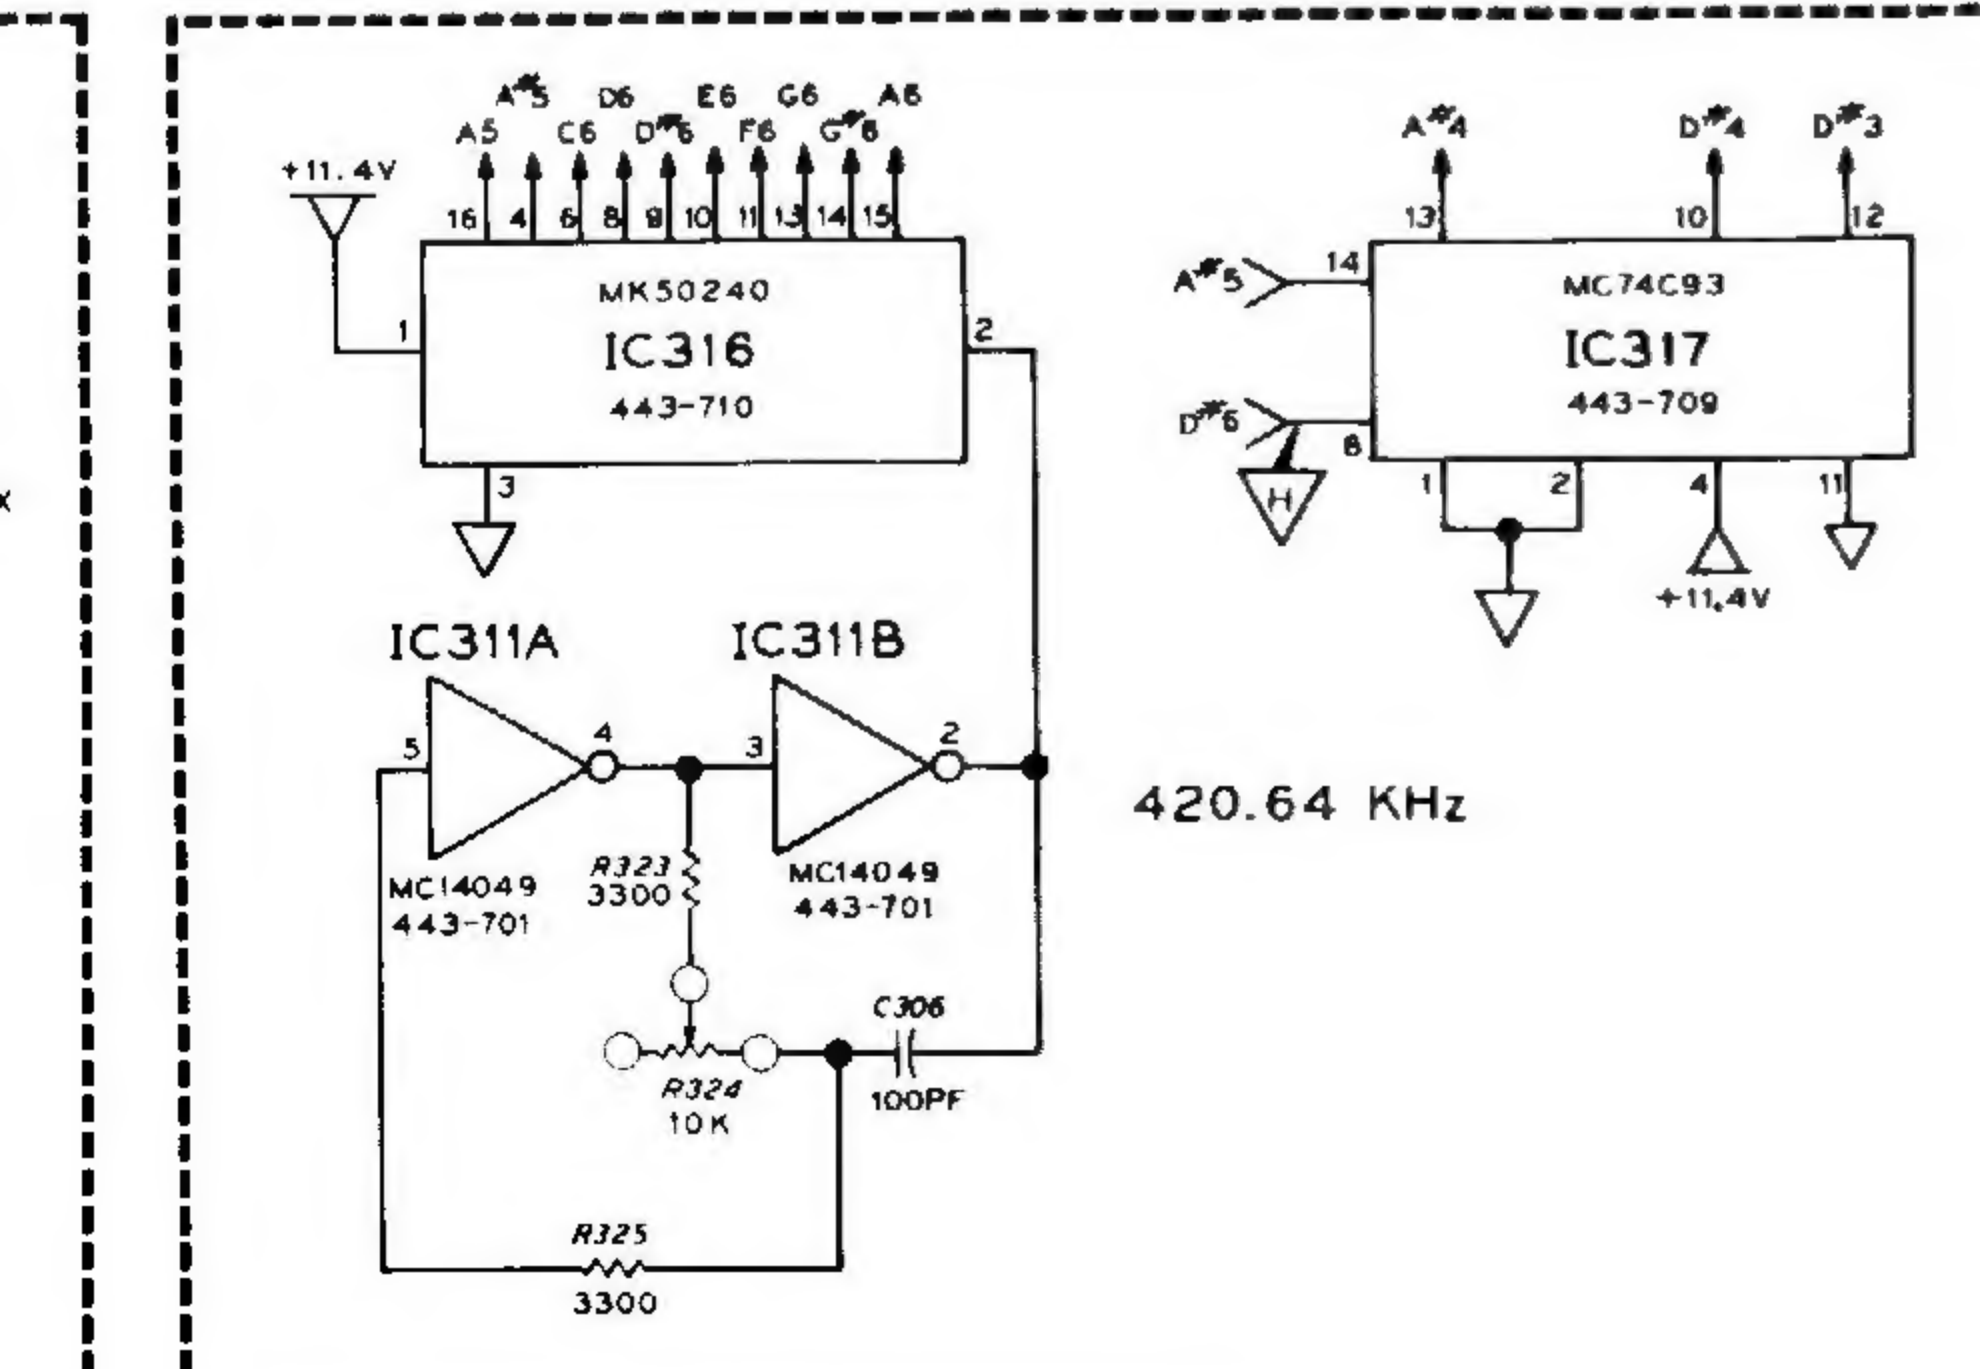 A#5 D6 E6 G6 A6
A5 C6 D#6 F6 G#6
+11.4V
16 4 6 8 9 10 11 13 14 15
MK50240
IC316
443-710
1
2
3
A#4 D#4 D#3
13 10 12
A#5
14
MC74C93
IC317
443-709
D#6
8
H
1 2 4 11
+11.4V
x
IC311A
IC311B
5
4
3
2
MC14049
443-701
R323
3300
MC14049
443-701
420.64 KHz
C306
100PF
R324
10K
R325
3300